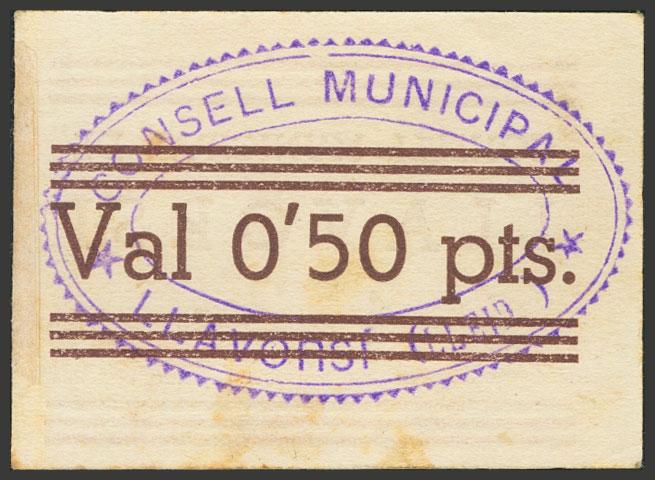 CONSELL MUNICIPAL
Val 0'50 pts.
LLAVORSÍ